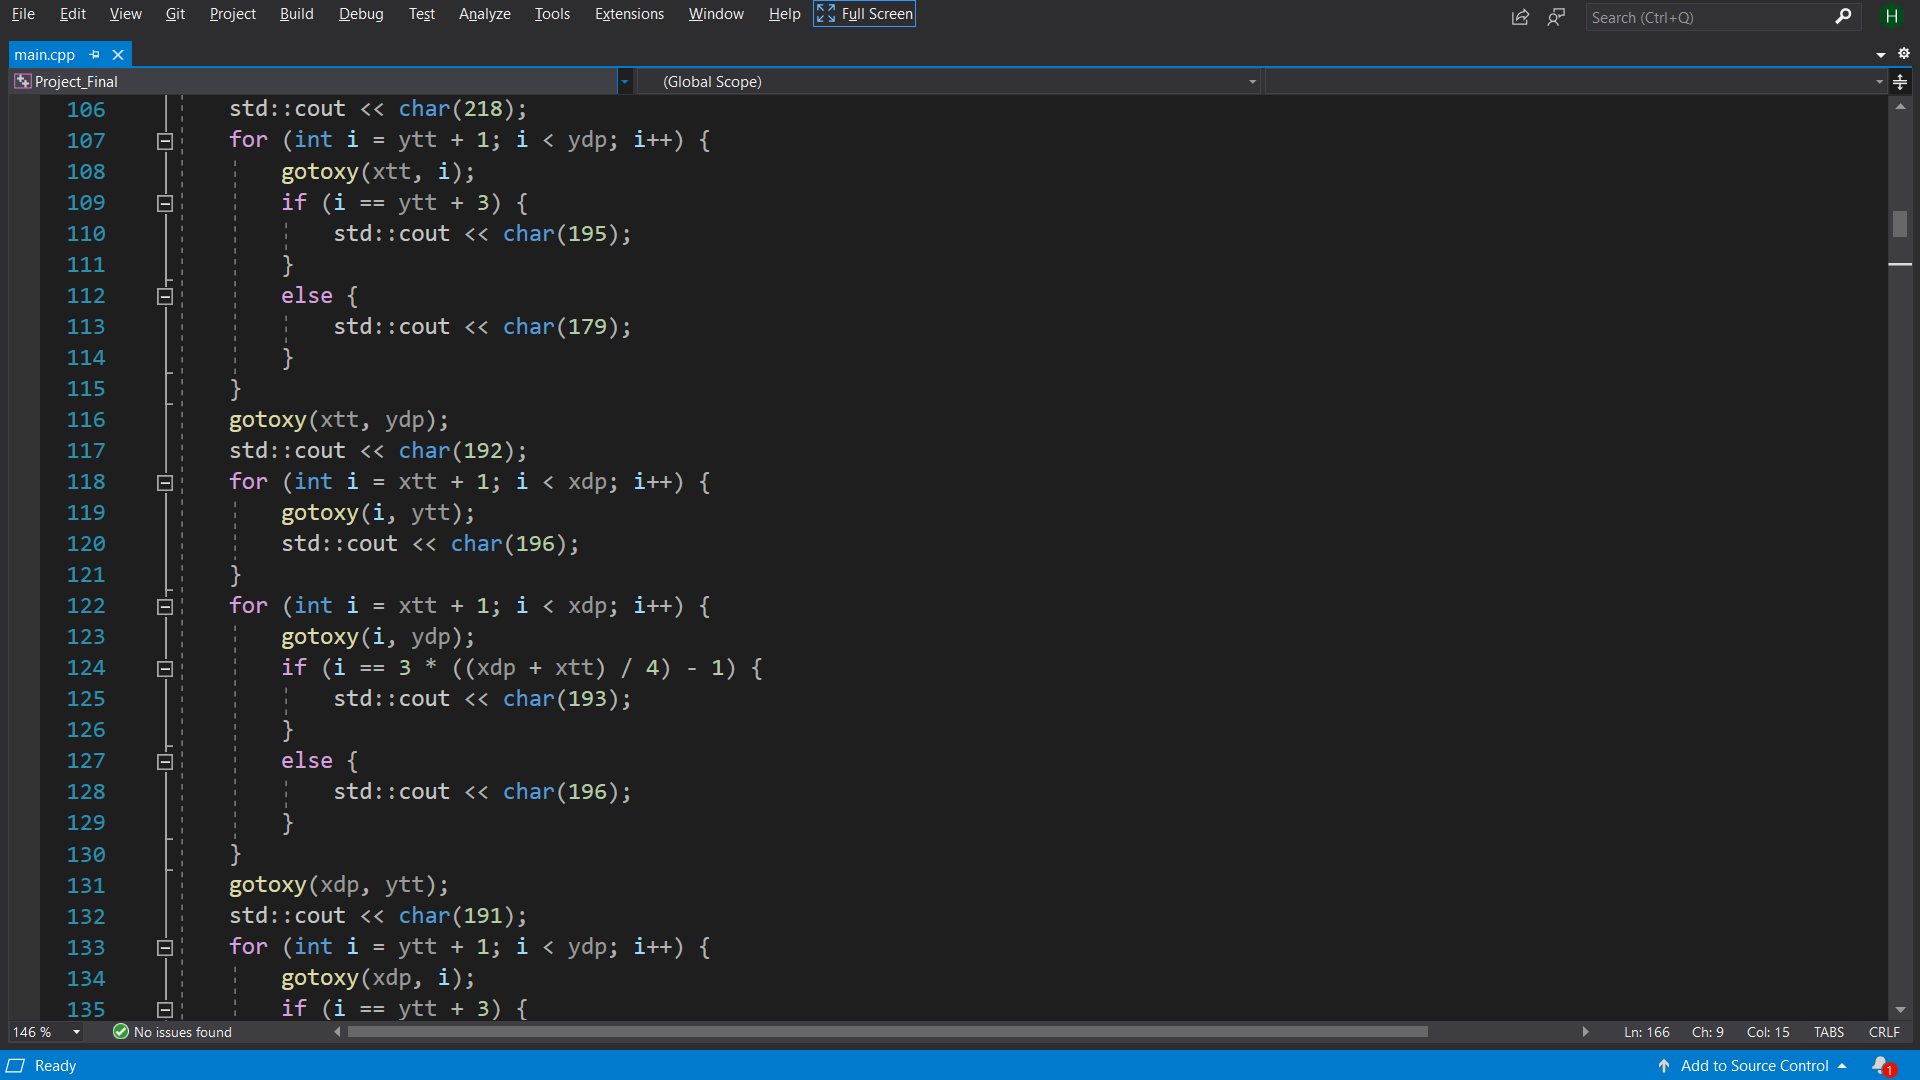 File Edit View Git Project Build Debug Test Analyze Tools Extensions Window Help Full Screen Search (Ctrl+Q) H
main.cpp
Project_Final (Global Scope)
106 std::cout << char(218);
107 for (int i = ytt + 1; i < ydp; i++) {
108 gotoxy(xtt, i);
109 if (i == ytt + 3) {
110 std::cout << char(195);
111 }
112 else {
113 std::cout << char(179);
114 }
115 }
116 gotoxy(xtt, ydp);
117 std::cout << char(192);
118 for (int i = xtt + 1; i < xdp; i++) {
119 gotoxy(i, ytt);
120 std::cout << char(196);
121 }
122 for (int i = xtt + 1; i < xdp; i++) {
123 gotoxy(i, ydp);
124 if (i == 3 * ((xdp + xtt) / 4) - 1) {
125 std::cout << char(193);
126 }
127 else {
128 std::cout << char(196);
129 }
130 }
131 gotoxy(xdp, ytt);
132 std::cout << char(191);
133 for (int i = ytt + 1; i < ydp; i++) {
134 gotoxy(xdp, i);
135 if (i == ytt + 3) {
146 % No issues found Ln: 166 Ch: 9 Col: 15 TABS CRLF
Ready Add to Source Control 1